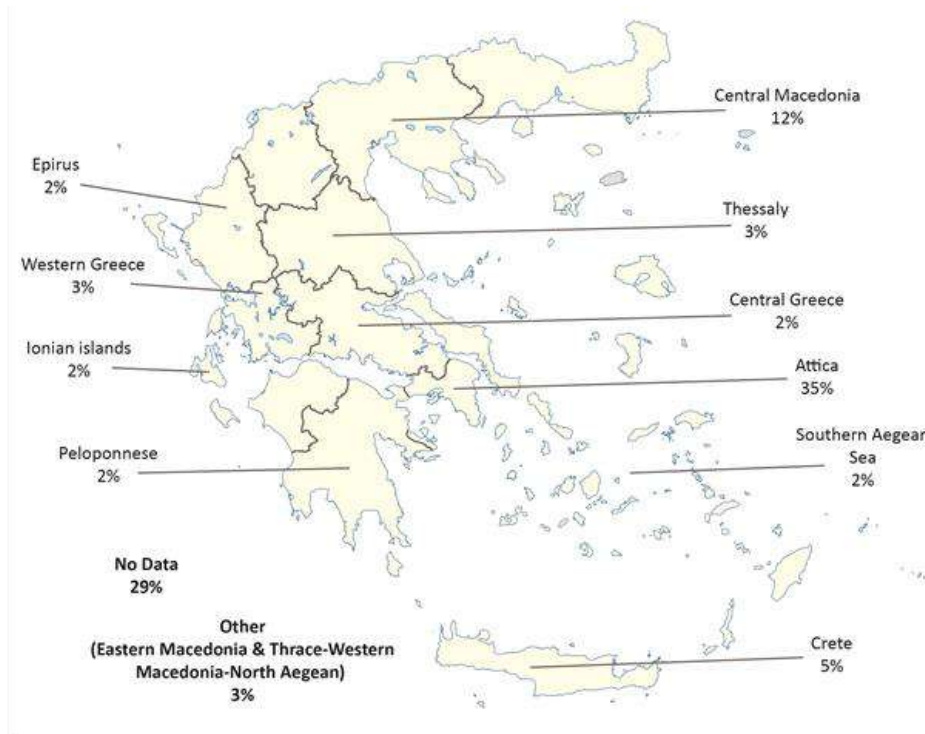 Central Macedonia
12%
Epirus
2%
Thessaly
3%
Western Greece
3%
Central Greece
2%
Ionian islands
2%
Attica
35%
Southern Aegean
Sea
2%
Peloponnese
2%
No Data
29%
Other
(Eastern Macedonia & Thrace-Western
Macedonia-North Aegean)
3%
Crete
5%